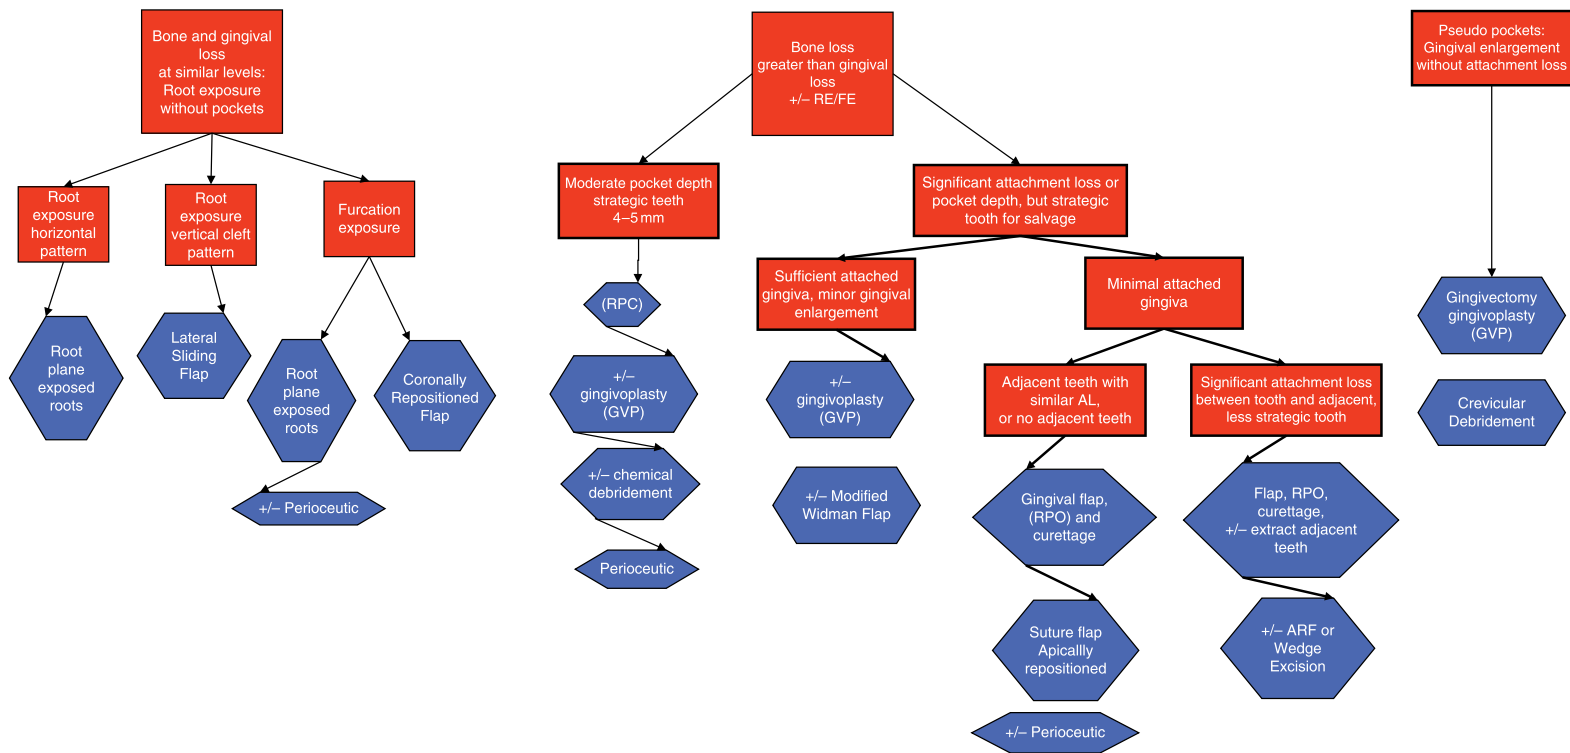 Bone and gingival
loss
at similar levels:
Root exposure
without pockets
Root
exposure
horizontal
pattern
Root
exposure
vertical cleft
pattern
Furcation
exposure
Root
plane
exposed
roots
Lateral
Sliding
Flap
Root
plane
exposed
roots
Coronally
Repositioned
Flap
+/– Perioceutic
Bone loss
greater than gingival
loss
+/– RE/FE
Moderate pocket depth
strategic teeth
4–5 mm
Significant attachment loss or
pocket depth, but strategic
tooth for salvage
(RPC)
+/–
gingivoplasty
(GVP)
+/– chemical
debridement
Perioceutic
Sufficient attached
gingiva, minor gingival
enlargement
Minimal attached
gingiva
+/–
gingivoplasty
(GVP)
+/– Modified
Widman Flap
Adjacent teeth with
similar AL,
or no adjacent teeth
Significant attachment loss
between tooth and adjacent,
less strategic tooth
Gingival flap,
(RPO) and
curettage
Flap, RPO,
curettage,
+/– extract adjacent
teeth
Suture flap
Apicallly
repositioned
+/– ARF or
Wedge
Excision
+/– Perioceutic
Pseudo pockets:
Gingival enlargement
without attachment loss
Gingivectomy
gingivoplasty
(GVP)
Crevicular
Debridement